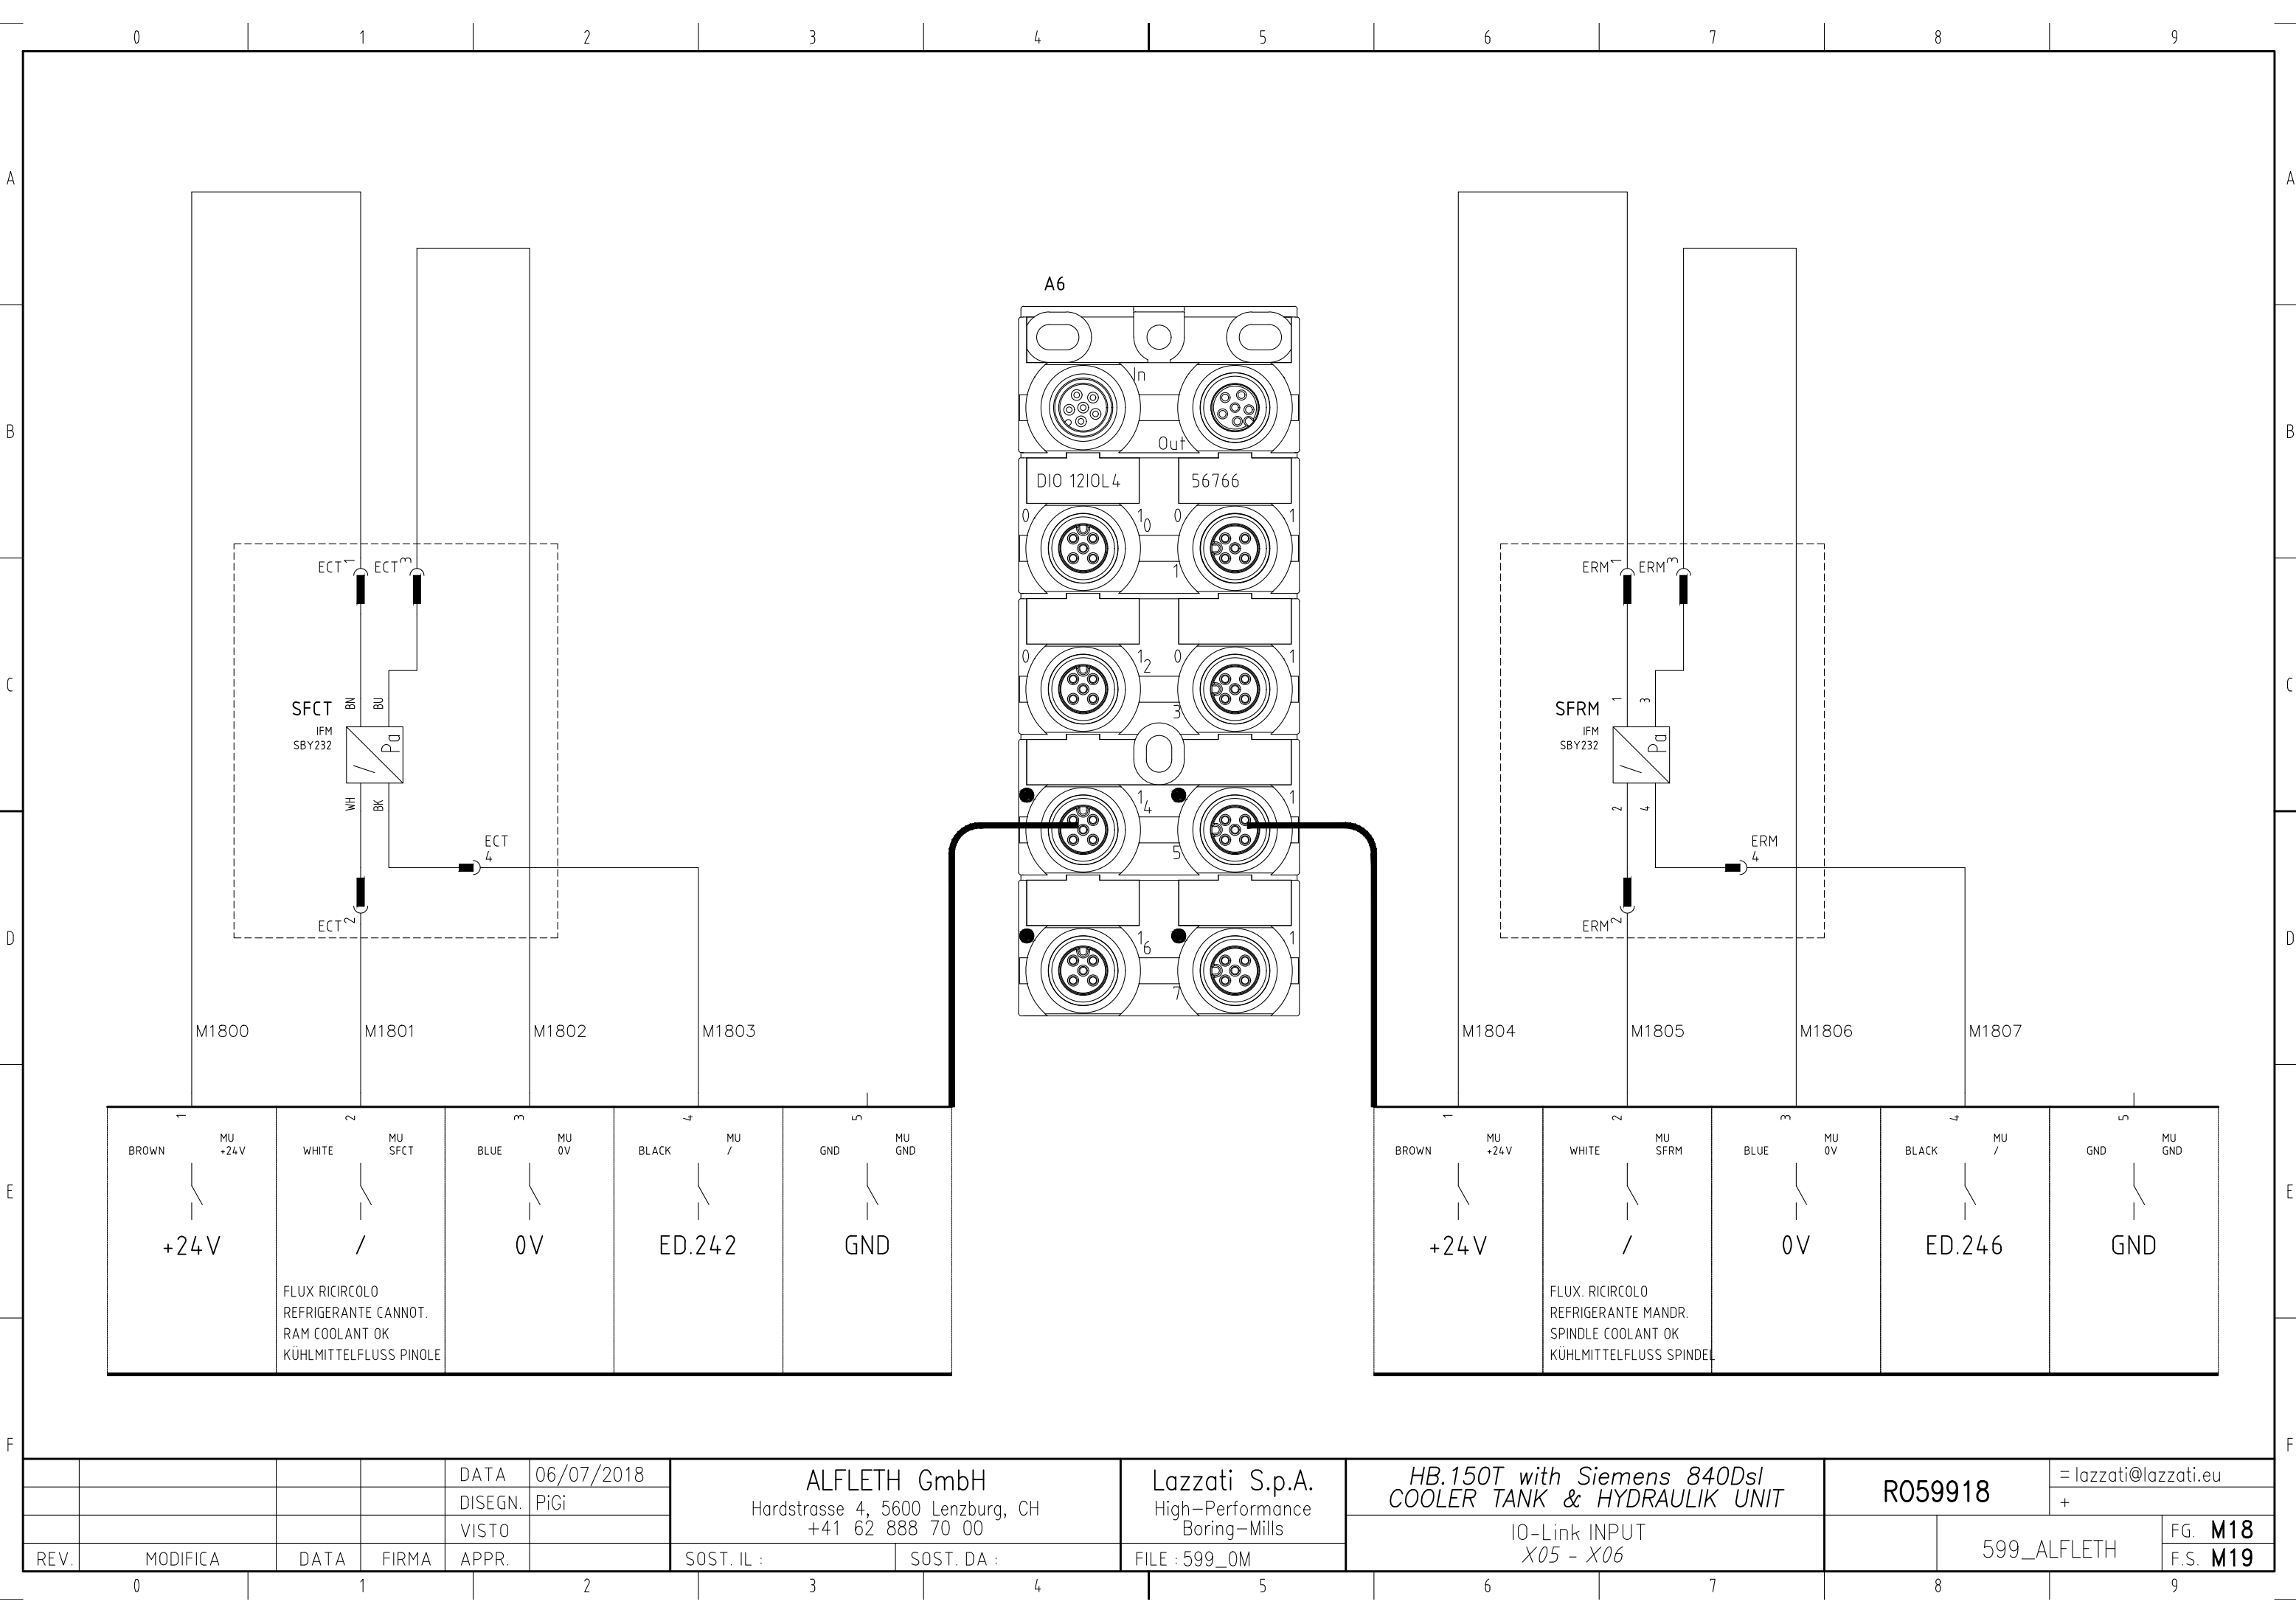 0 1 2 3 4 5 6 7 8 9
A A
A6
In
B B
Out
DIO 12IOL4 56766
0 1 0 0 1
ECT 1 ECT 3
1
ERM 1 ERM 3
0 1 2 0 1
C C
SFCT BN BU
IFM
SBY232
Pa
/
WH BK
3
SFRM 1 3
IFM
SBY232
Pa
/
2 4
1 4 1
ECT
4
5
ERM
4
ECT 2
ERM 2
D D
1 6 1
7
M1800 M1801 M1802 M1803
M1804 M1805 M1806 M1807
1 2 3 4 5
BROWN MU +24V
WHITE MU SFCT
BLUE MU 0V
BLACK MU /
GND MU GND
+24V / 0V ED.242 GND
FLUX RICIRCOLO
REFRIGERANTE CANNOT.
RAM COOLANT OK
KÜHLMITTELFLUSS PINOLE
1 2 3 4 5
BROWN MU +24V
WHITE MU SFRM
BLUE MU 0V
BLACK MU /
GND MU GND
E E
+24V / 0V ED.246 GND
FLUX. RICIRCOLO
REFRIGERANTE MANDR.
SPINDLE COOLANT OK
KÜHLMITTELFLUSS SPINDEL
F F
DATA 06/07/2018
DISEGN. PiGi
VISTO
REV. MODIFICA DATA FIRMA APPR.
ALFLETH GmbH
Hardstrasse 4, 5600 Lenzburg, CH
+41 62 888 70 00
SOST. IL : SOST. DA :
Lazzati S.p.A.
High-Performance
Boring-Mills
FILE : 599_0M
HB.150T with Siemens 840Dsl
COOLER TANK & HYDRAULIK UNIT
IO-Link INPUT
X05 - X06
RO59918
= lazzati@lazzati.eu
+
599_ALFLETH
FG. M18
F.S. M19
0 1 2 3 4 5 6 7 8 9